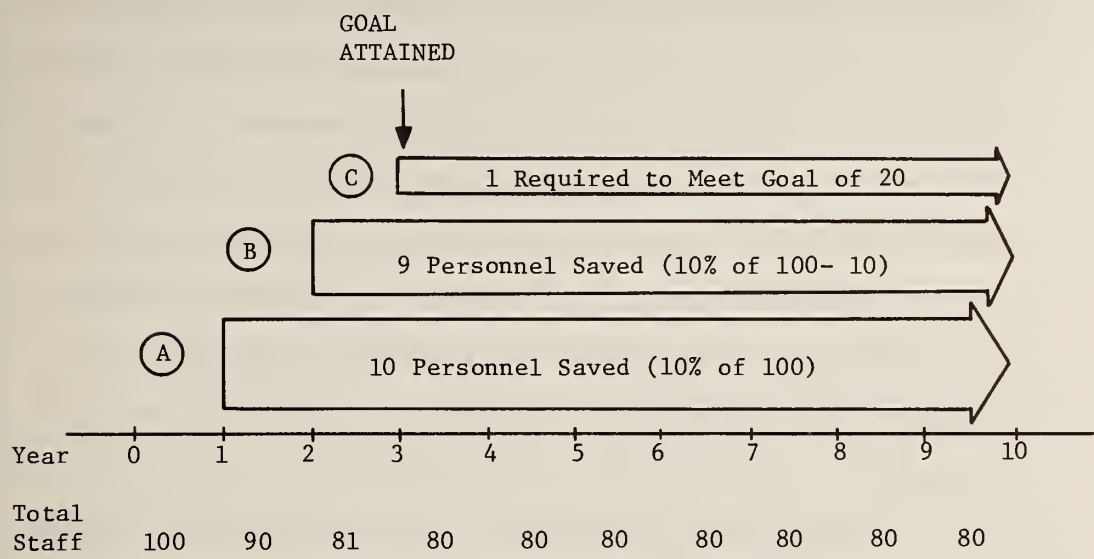 GOAL
ATTAINED
C
1 Required to Meet Goal of 20
B
9 Personnel Saved (10% of 100- 10)
A
10 Personnel Saved (10% of 100)
Year 0 1 2 3 4 5 6 7 8 9 10
Total
Staff 100 90 81 80 80 80 80 80 80 80